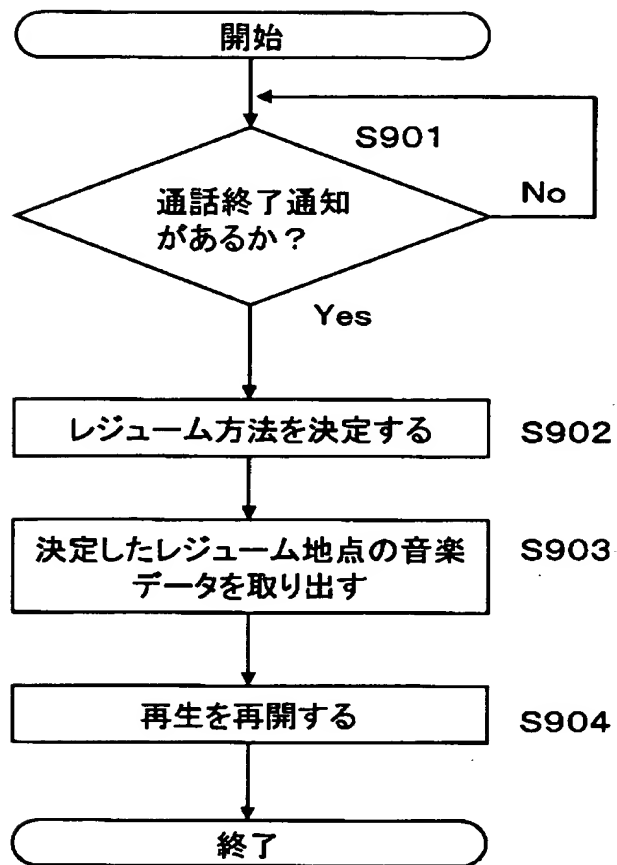 開始
S901
通話終了通知
があるか?
No
Yes
レジューム方法を決定する
S902
決定したレジューム地点の音楽
データを取り出す
S903
再生を再開する
S904
終了